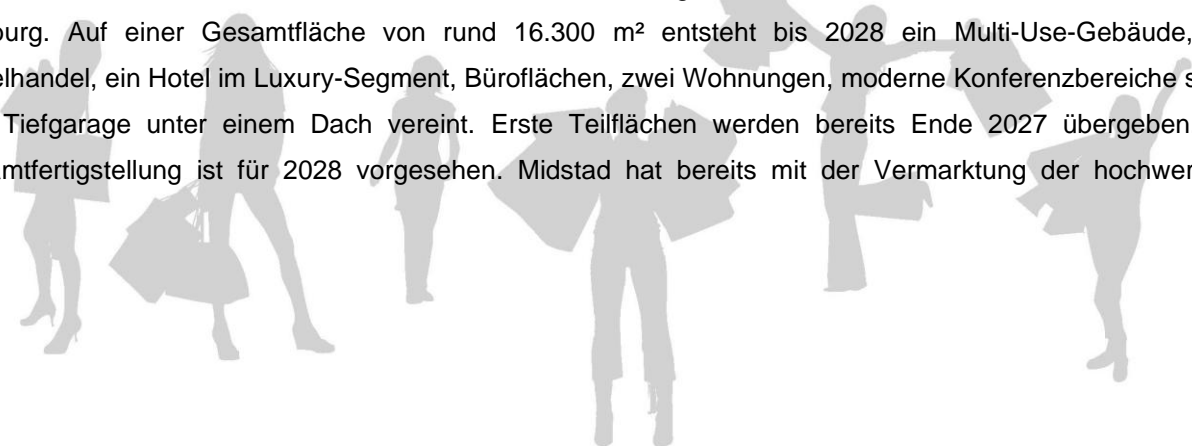 ourg. Auf einer Gesamtfläche von rund 16.300 m² entsteht bis 2028 ein Multi-Use-Gebäude,
elhandel, ein Hotel im Luxury-Segment, Büroflächen, zwei Wohnungen, moderne Konferenzbereiche s
Tiefgarage unter einem Dach vereint. Erste Teilflächen werden bereits Ende 2027 übergeben
mtfertigstellung ist für 2028 vorgesehen. Midstad hat bereits mit der Vermarktung der hochwer